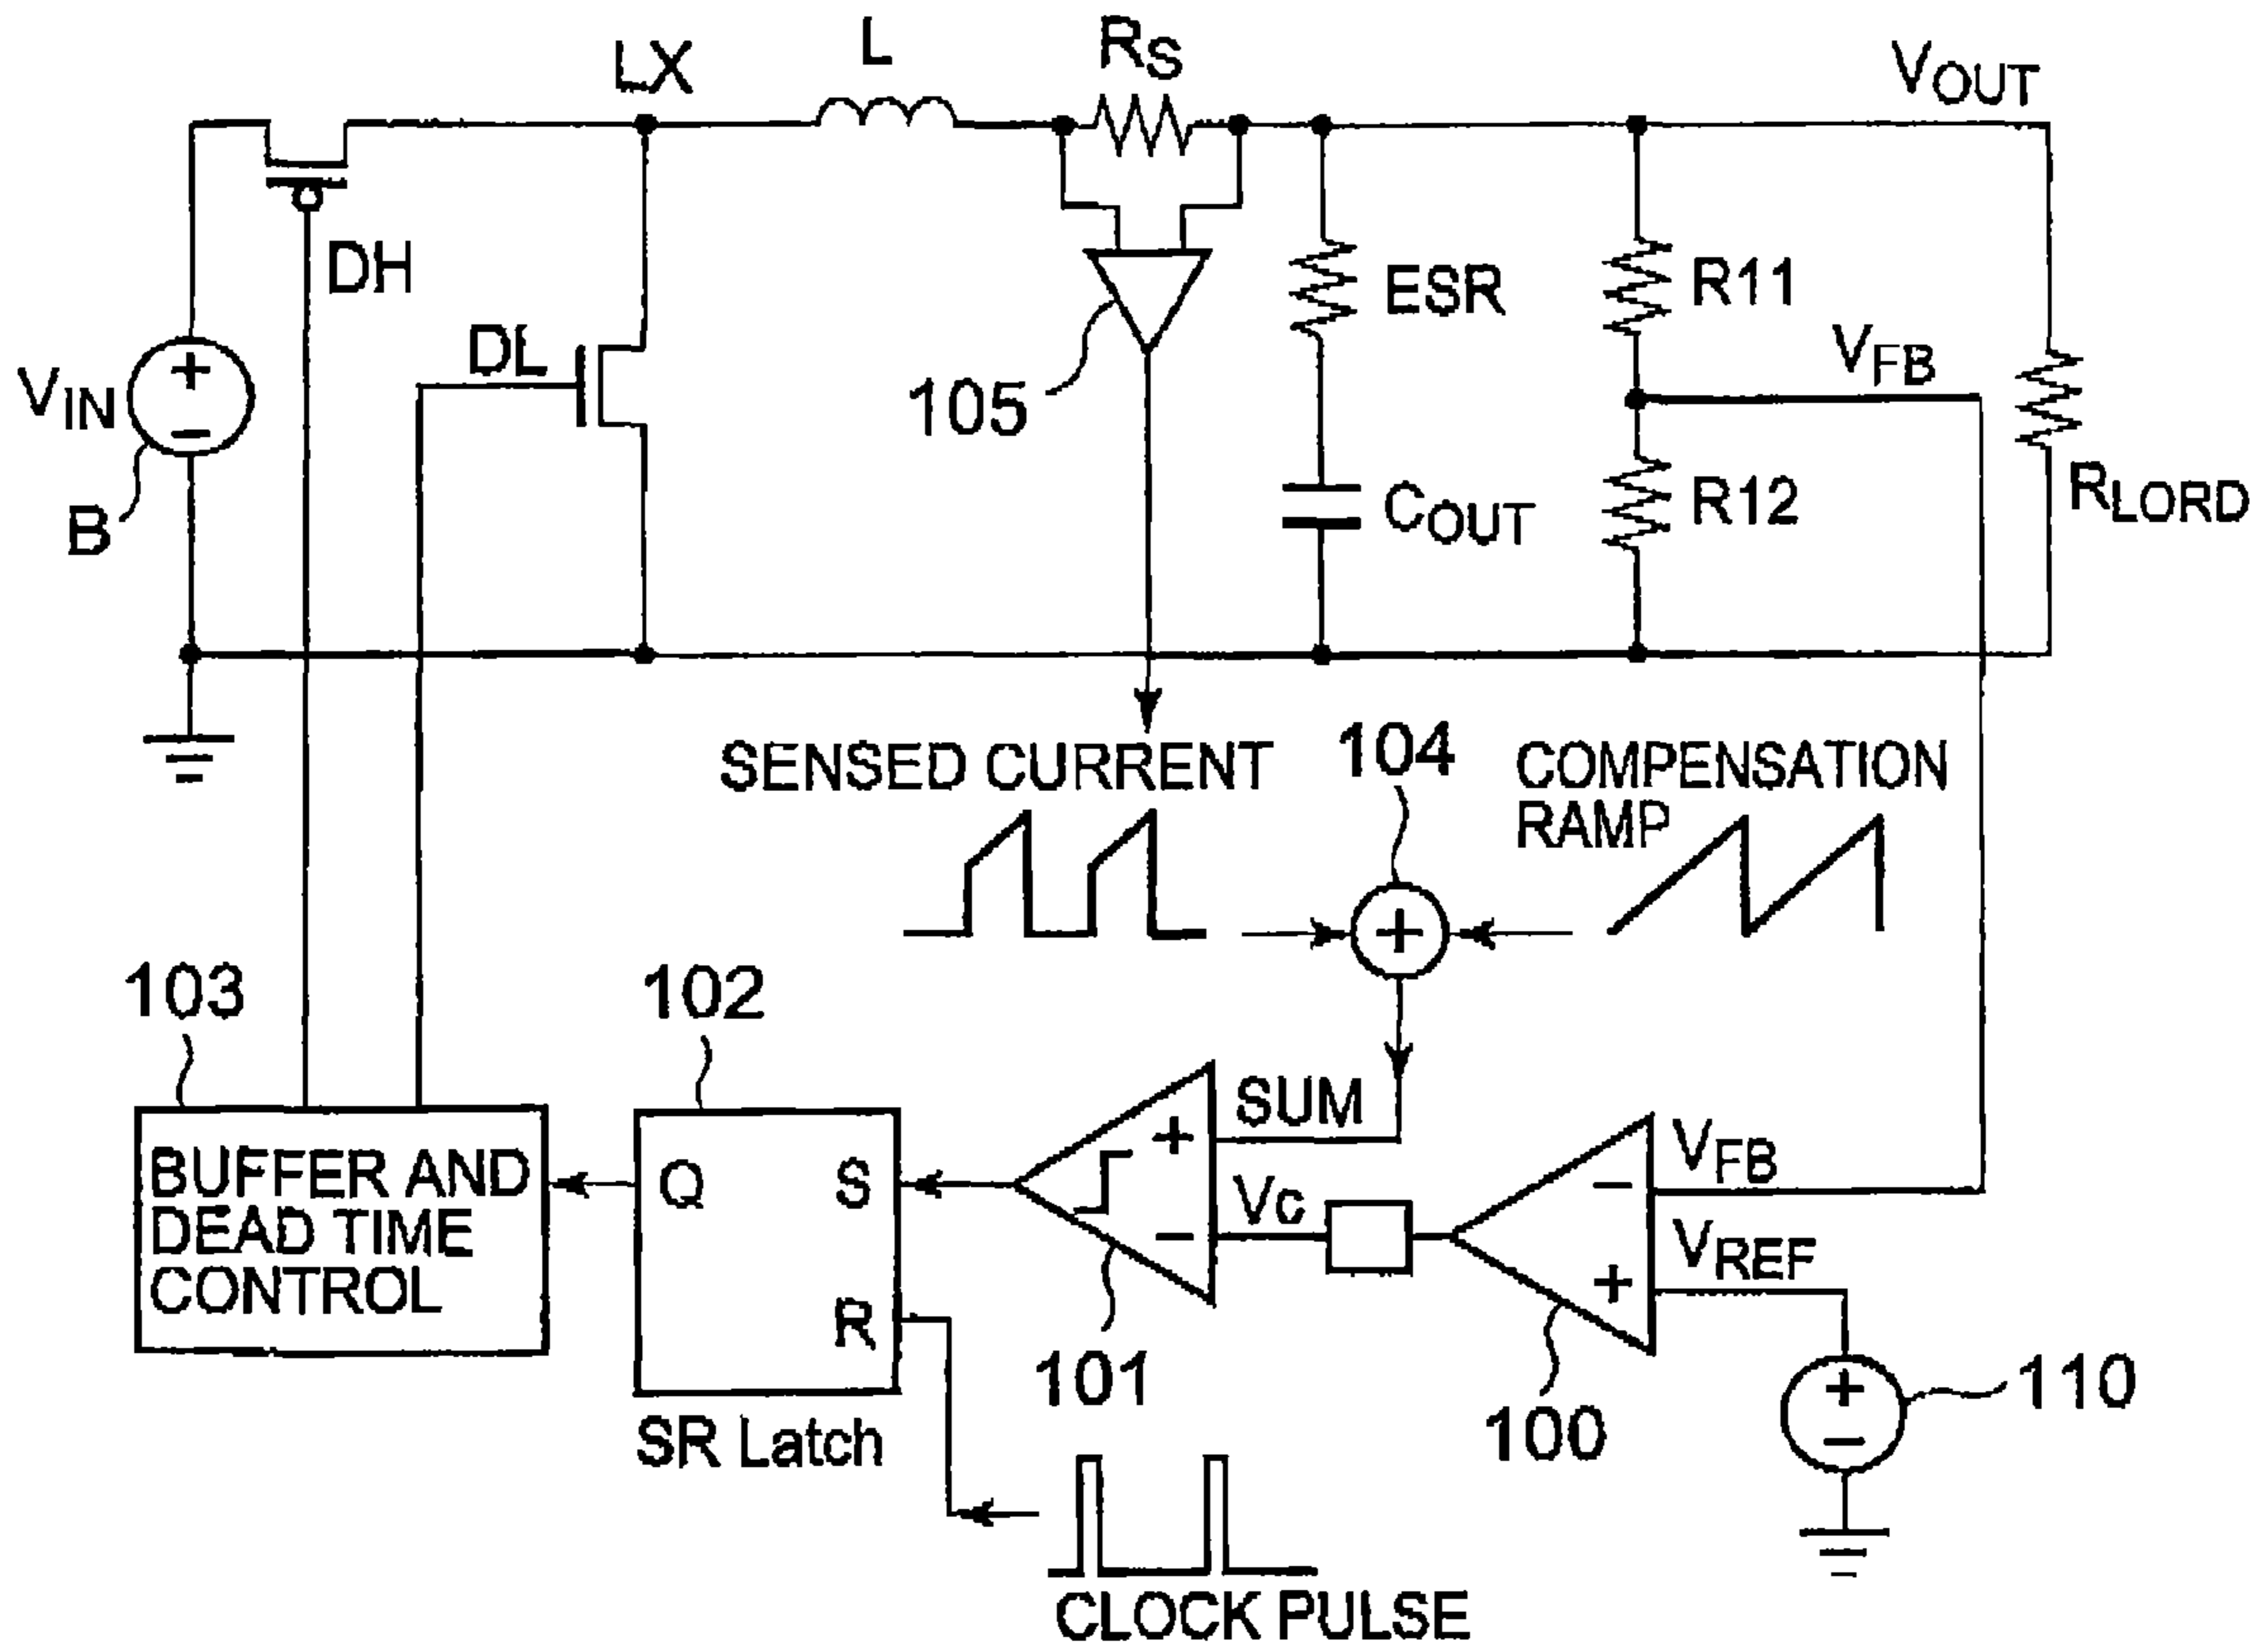 LX
L
RS
VOUT
DH
DL
VIN
B
105
ESR
COUT
R11
VFB
R12
RLORD
SENSED CURRENT
104
COMPENSATION
RAMP
+
103
102
BUFFER AND
DEAD TIME
CONTROL
Q
S
R
SR Latch
SUM
+
Vc
−
101
VFB
−
VREF
+
100
+
−
110
+
−
CLOCK PULSE